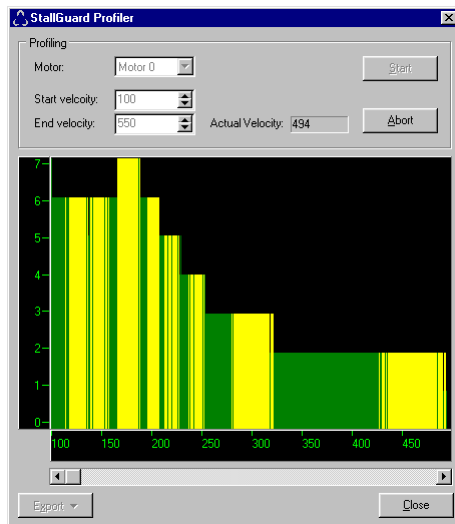 StallGuard Profiler
Profiling
Motor: Motor 0 Start
Start velcoity: 100
End velocity: 550 Actual Velocity: 494 Abort
7
6
5
4
3
2
1
0
100 150 200 250 300 350 400 450
Export Close